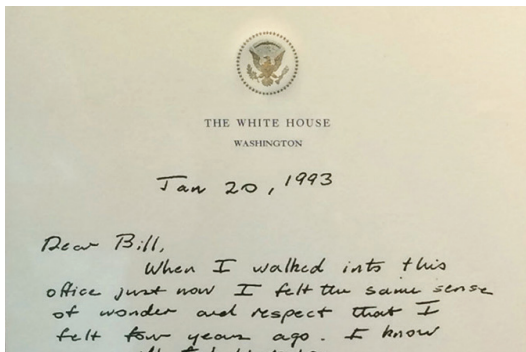 THE WHITE HOUSE
WASHINGTON
Jan 20, 1993
Dear Bill,
When I walked into this
office just now I felt the same sense
of wonder and respect that I
felt four years ago. I know